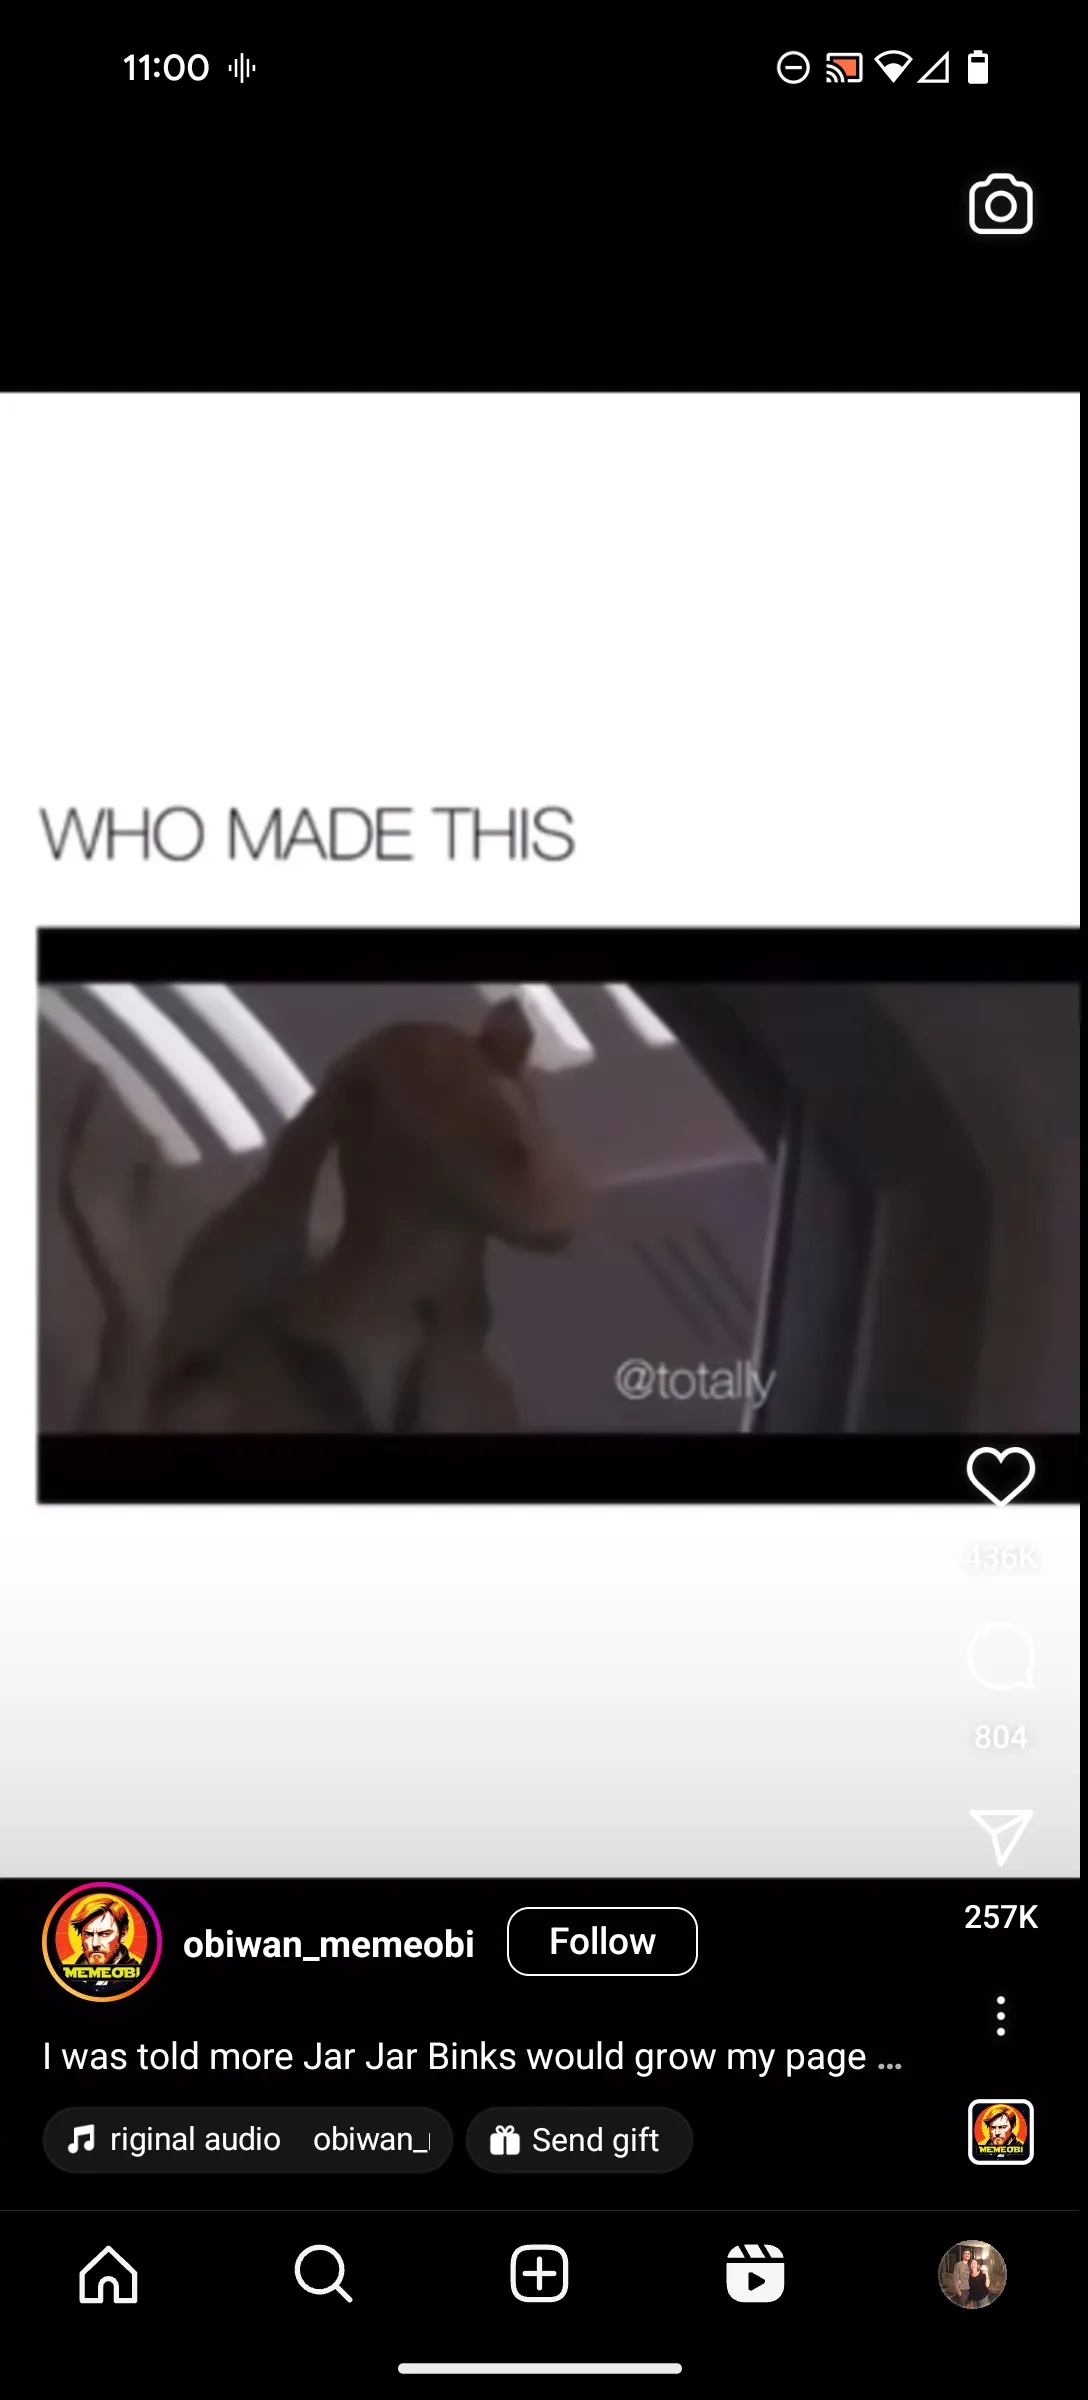 11:00
WHO MADE THIS
@totally
436K
804
257K
MEMEOBI
obiwan_memeobi
Follow
I was told more Jar Jar Binks would grow my page ...
riginal audio obiwan_
Send gift
MEMEOBI